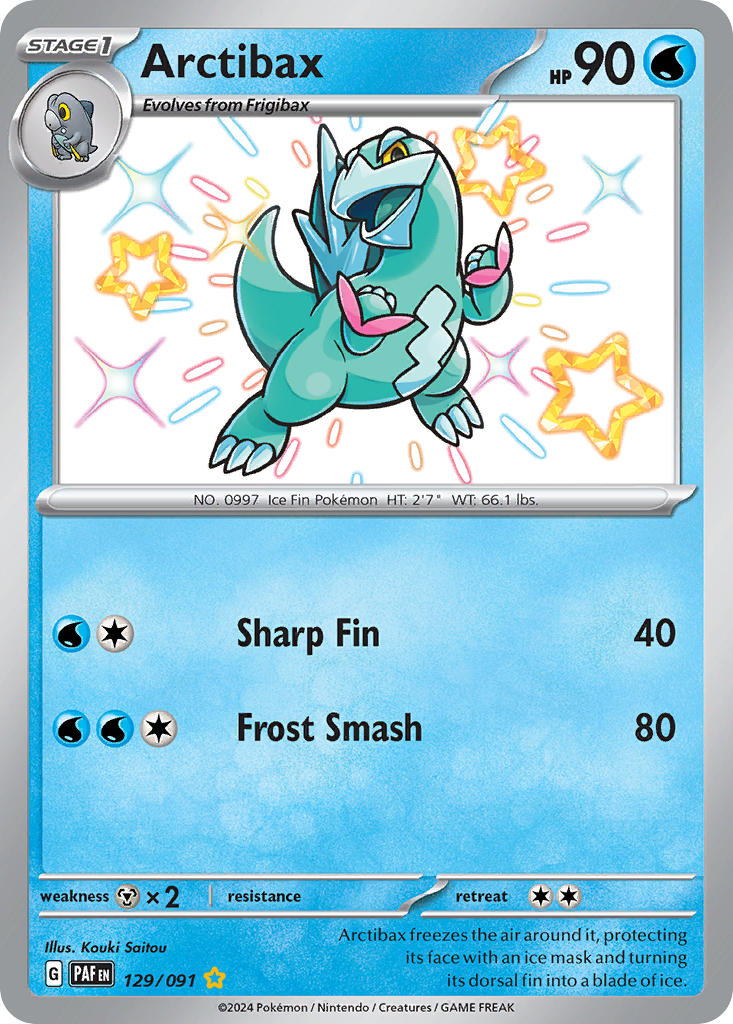 STAGE1
Arctibax
HP 90
Evolves from Frigibax
NO. 0997 Ice Fin Pokémon HT: 2'7" WT: 66.1 lbs.
Sharp Fin 40
Frost Smash 80
weakness ×2 resistance retreat
Illus. Kouki Saitou
Arctibax freezes the air around it, protecting
its face with an ice mask and turning
its dorsal fin into a blade of ice.
G PAF EN 129/091
©2024 Pokémon / Nintendo / Creatures / GAME FREAK